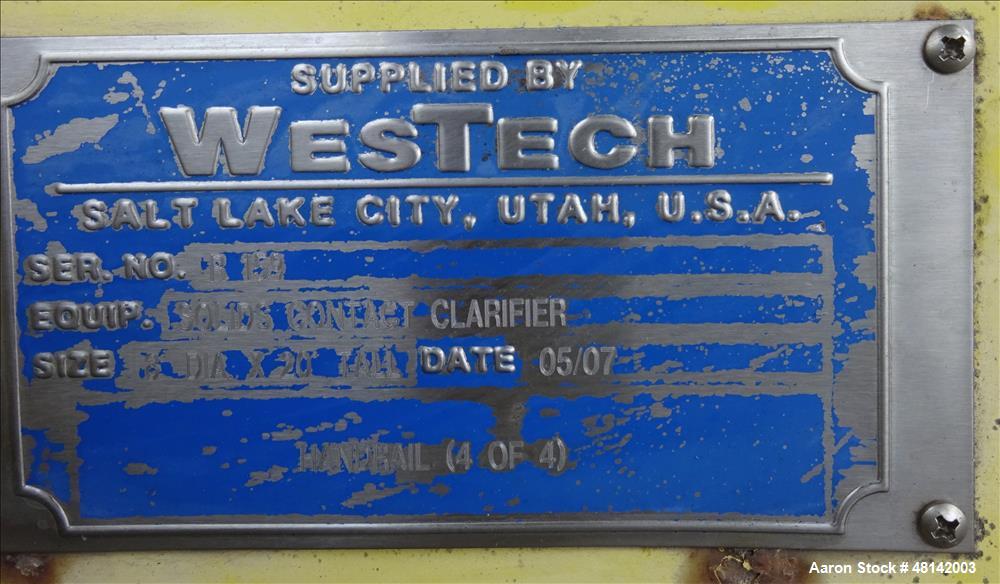 SUPPLIED BY
WESTECH
SALT LAKE CITY, UTAH, U.S.A.
SER. NO.
EQUIP. SOLIDS CONTACT CLARIFIER
SIZE DIA X 20' TALL DATE 05/07
HANDRAIL (4 OF 4)
Aaron Stock # 48142003